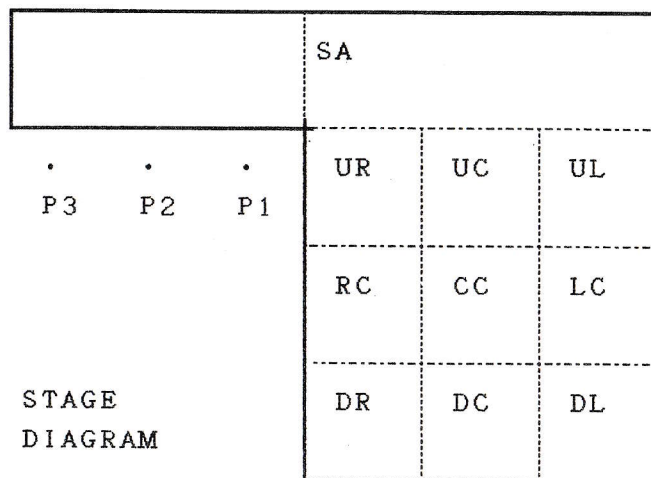 SA
UR UC UL
P3 P2 P1
RC CC LC
STAGE
DIAGRAM
DR DC DL